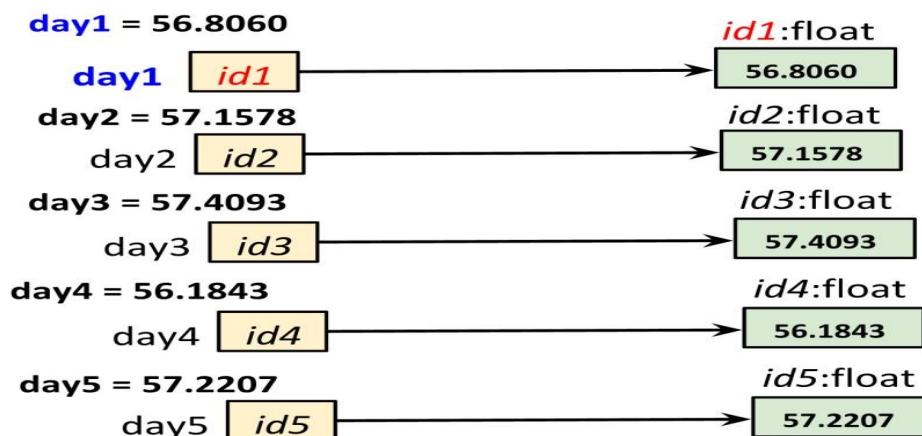 day1 = 56.8060
id1:float
day1 id1 56.8060
day2 = 57.1578
id2:float
day2 id2 57.1578
day3 = 57.4093
id3:float
day3 id3 57.4093
day4 = 56.1843
id4:float
day4 id4 56.1843
day5 = 57.2207
id5:float
day5 id5 57.2207